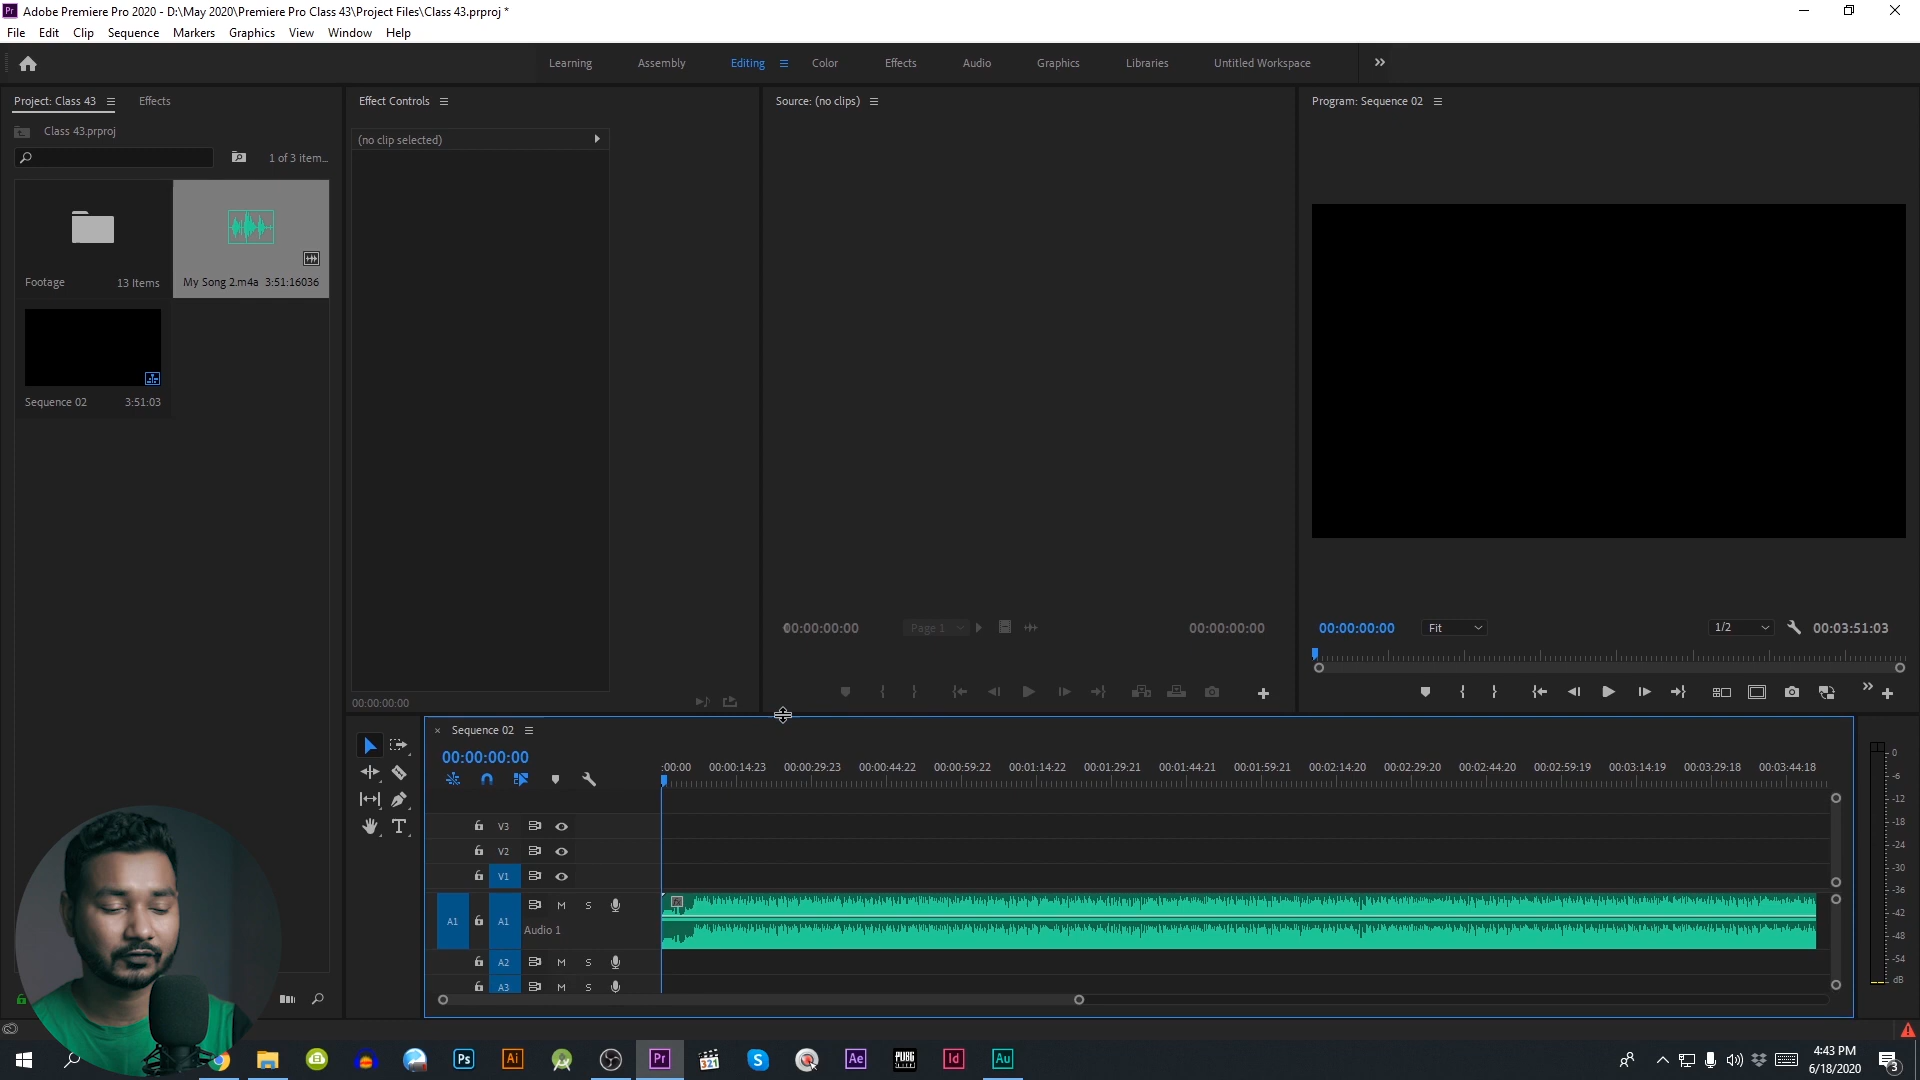 Pr Adobe Premiere Pro 2020 - D:\May 2020\Premiere Pro Class 43\Project Files\Class 43.prproj *
File Edit Clip Sequence Markers Graphics View Window Help
Learning Assembly Editing Color Effects Audio Graphics Libraries Untitled Workspace
Project: Class 43 Effects Effect Controls Source: (no clips) Program: Sequence 02
Class 43.prproj
(no clip selected)
1 of 3 item...
Footage 13 Items My Song 2.m4a 3:51:16036
Sequence 02 3:51:03
00:00:00:00 Page 1 00:00:00:00 00:00:00:00 Fit 1/2 00:03:51:03
00:00:00:00
Sequence 02
00:00:00:00
:00:00 00:00:14:23 00:00:29:23 00:00:44:22 00:00:59:22 00:01:14:22 00:01:29:21 00:01:44:21 00:01:59:21 00:02:14:20 00:02:29:20 00:02:44:20 00:02:59:19 00:03:14:19 00:03:29:18 00:03:44:18
V3
V2
V1
A1 A1 M S
Audio 1
A2 M S
A3 M S
0
-6
-12
-18
-24
-30
-36
-42
-48
-54
dB
Ps Ai Pr 321 S Ae PUBG Id Au
4:43 PM
6/18/2020
3